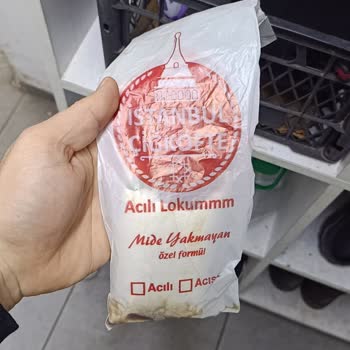 İSTANBUL
ÇİĞKÖFTE
Acılı Lokummm
Mide Yakmayan
özel formül
Acılı